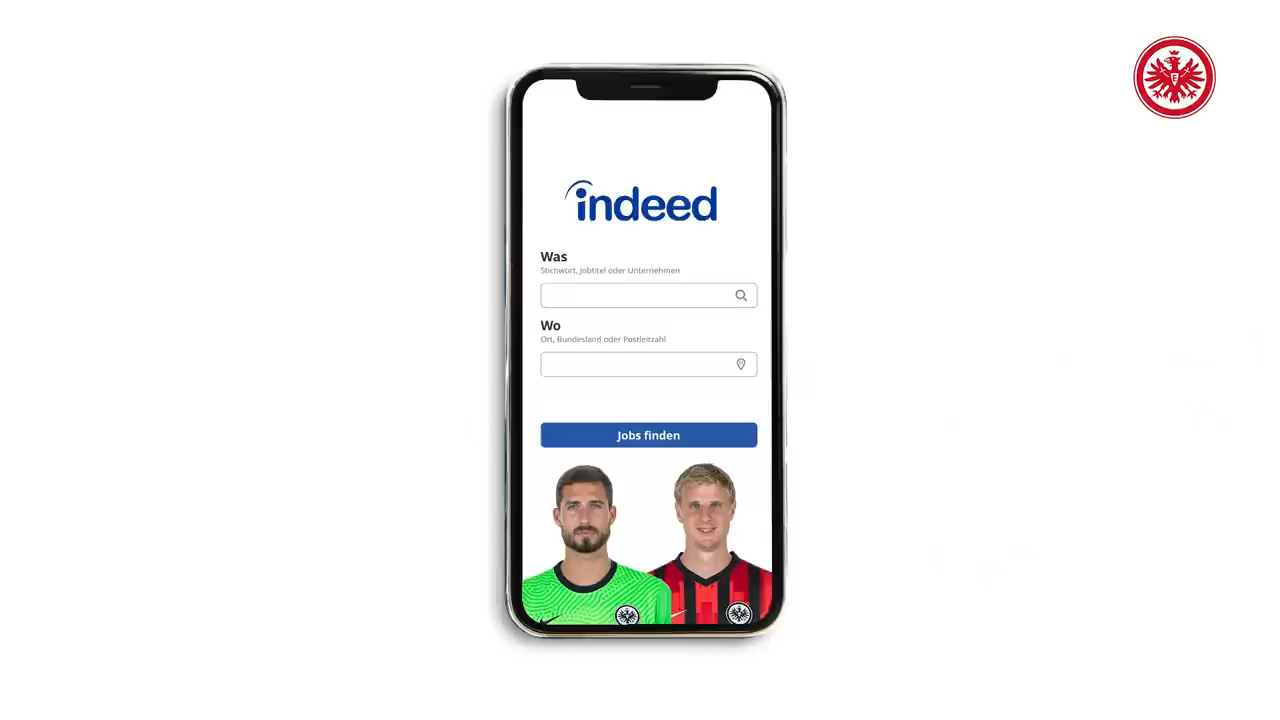 indeed
Was
Stichwort, Jobtitel oder Unternehmen
Wo
Ort, Bundesland oder Postleitzahl
Jobs finden